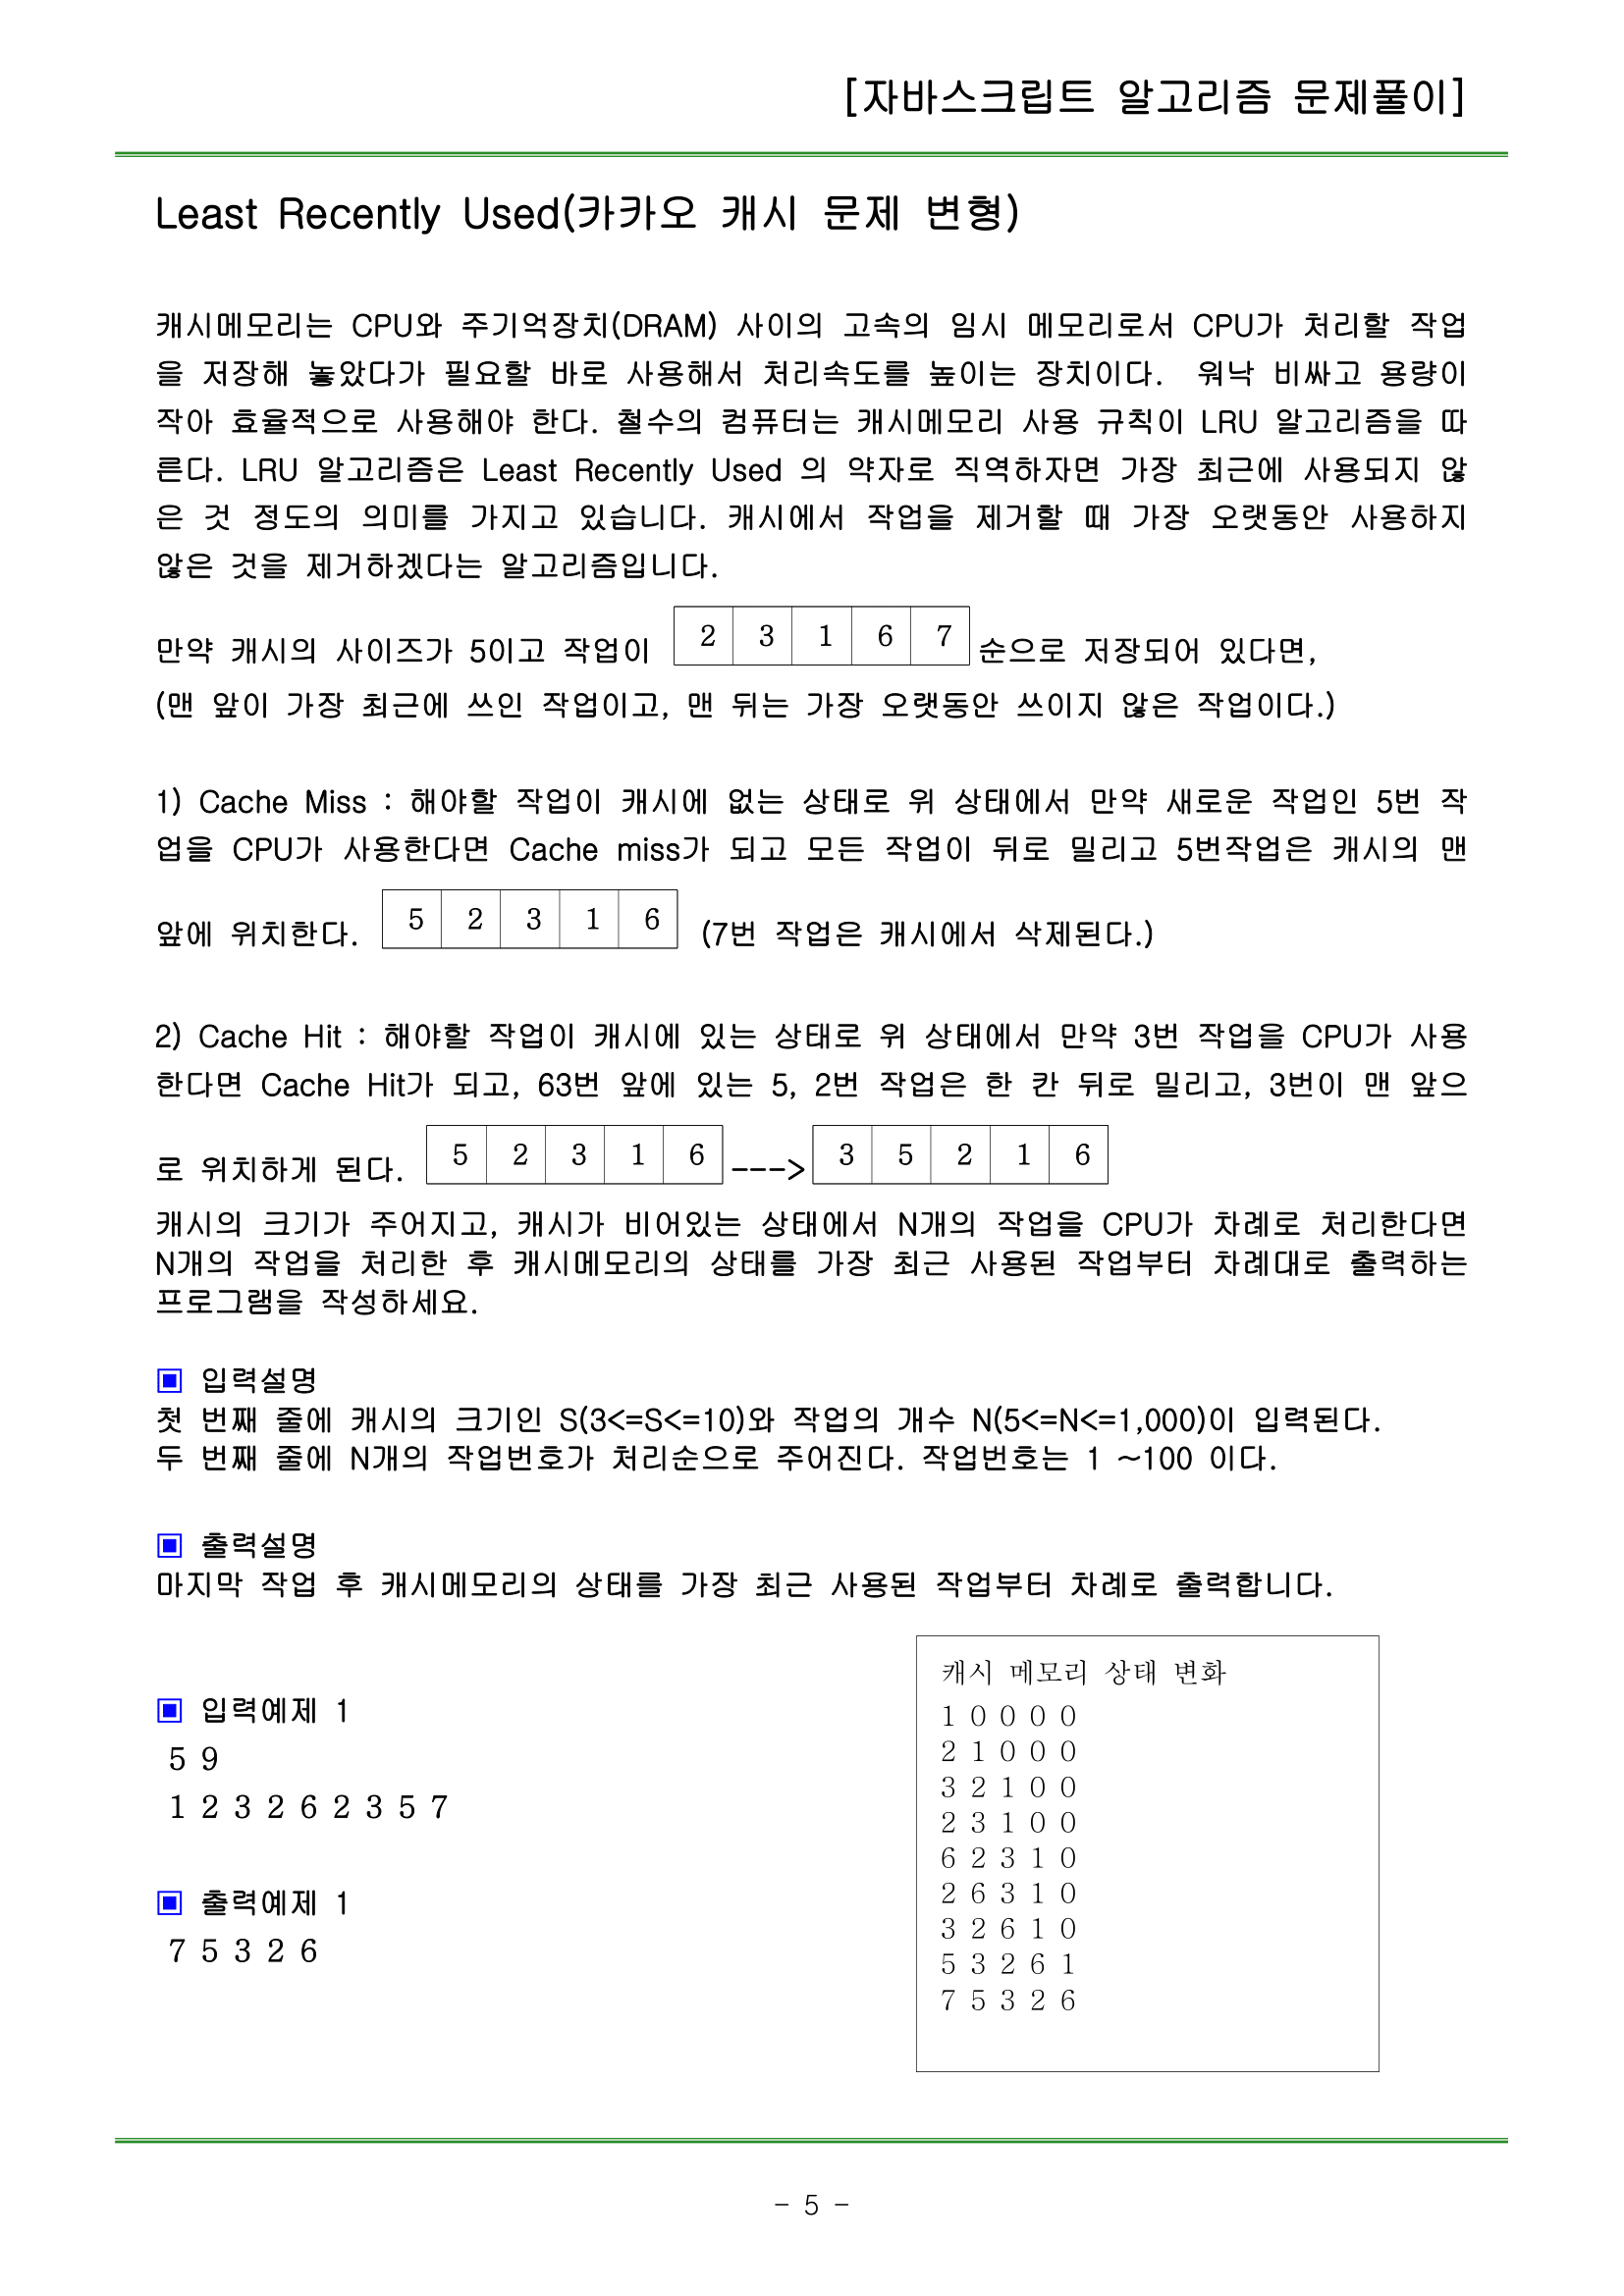 [자바스크립트 알고리즘 문제풀이]
Least Recently Used(카카오 캐시 문제 변형)
캐시메모리는 CPU와 주기억장치(DRAM) 사이의 고속의 임시 메모리로서 CPU가 처리할 작업
을 저장해 놓았다가 필요할 바로 사용해서 처리속도를 높이는 장치이다. 워낙 비싸고 용량이
작아 효율적으로 사용해야 한다. 철수의 컴퓨터는 캐시메모리 사용 규칙이 LRU 알고리즘을 따
른다. LRU 알고리즘은 Least Recently Used 의 약자로 직역하자면 가장 최근에 사용되지 않
은 것 정도의 의미를 가지고 있습니다. 캐시에서 작업을 제거할 때 가장 오랫동안 사용하지
않은 것을 제거하겠다는 알고리즘입니다.
만약 캐시의 사이즈가 5이고 작업이 2 3 1 6 7 순으로 저장되어 있다면,
(맨 앞이 가장 최근에 쓰인 작업이고, 맨 뒤는 가장 오랫동안 쓰이지 않은 작업이다.)
1) Cache Miss : 해야할 작업이 캐시에 없는 상태로 위 상태에서 만약 새로운 작업인 5번 작
업을 CPU가 사용한다면 Cache miss가 되고 모든 작업이 뒤로 밀리고 5번작업은 캐시의 맨
앞에 위치한다. 5 2 3 1 6 (7번 작업은 캐시에서 삭제된다.)
2) Cache Hit : 해야할 작업이 캐시에 있는 상태로 위 상태에서 만약 3번 작업을 CPU가 사용
한다면 Cache Hit가 되고, 63번 앞에 있는 5, 2번 작업은 한 칸 뒤로 밀리고, 3번이 맨 앞으
로 위치하게 된다. 5 2 3 1 6 ---> 3 5 2 1 6
캐시의 크기가 주어지고, 캐시가 비어있는 상태에서 N개의 작업을 CPU가 차례로 처리한다면
N개의 작업을 처리한 후 캐시메모리의 상태를 가장 최근 사용된 작업부터 차례대로 출력하는
프로그램을 작성하세요.
▣ 입력설명
첫 번째 줄에 캐시의 크기인 S(3<=S<=10)와 작업의 개수 N(5<=N<=1,000)이 입력된다.
두 번째 줄에 N개의 작업번호가 처리순으로 주어진다. 작업번호는 1 ~100 이다.
▣ 출력설명
마지막 작업 후 캐시메모리의 상태를 가장 최근 사용된 작업부터 차례로 출력합니다.
▣ 입력예제 1
5 9
1 2 3 2 6 2 3 5 7
▣ 출력예제 1
7 5 3 2 6
캐시 메모리 상태 변화
1 0 0 0 0
2 1 0 0 0
3 2 1 0 0
2 3 1 0 0
6 2 3 1 0
2 6 3 1 0
3 2 6 1 0
5 3 2 6 1
7 5 3 2 6
- 5 -